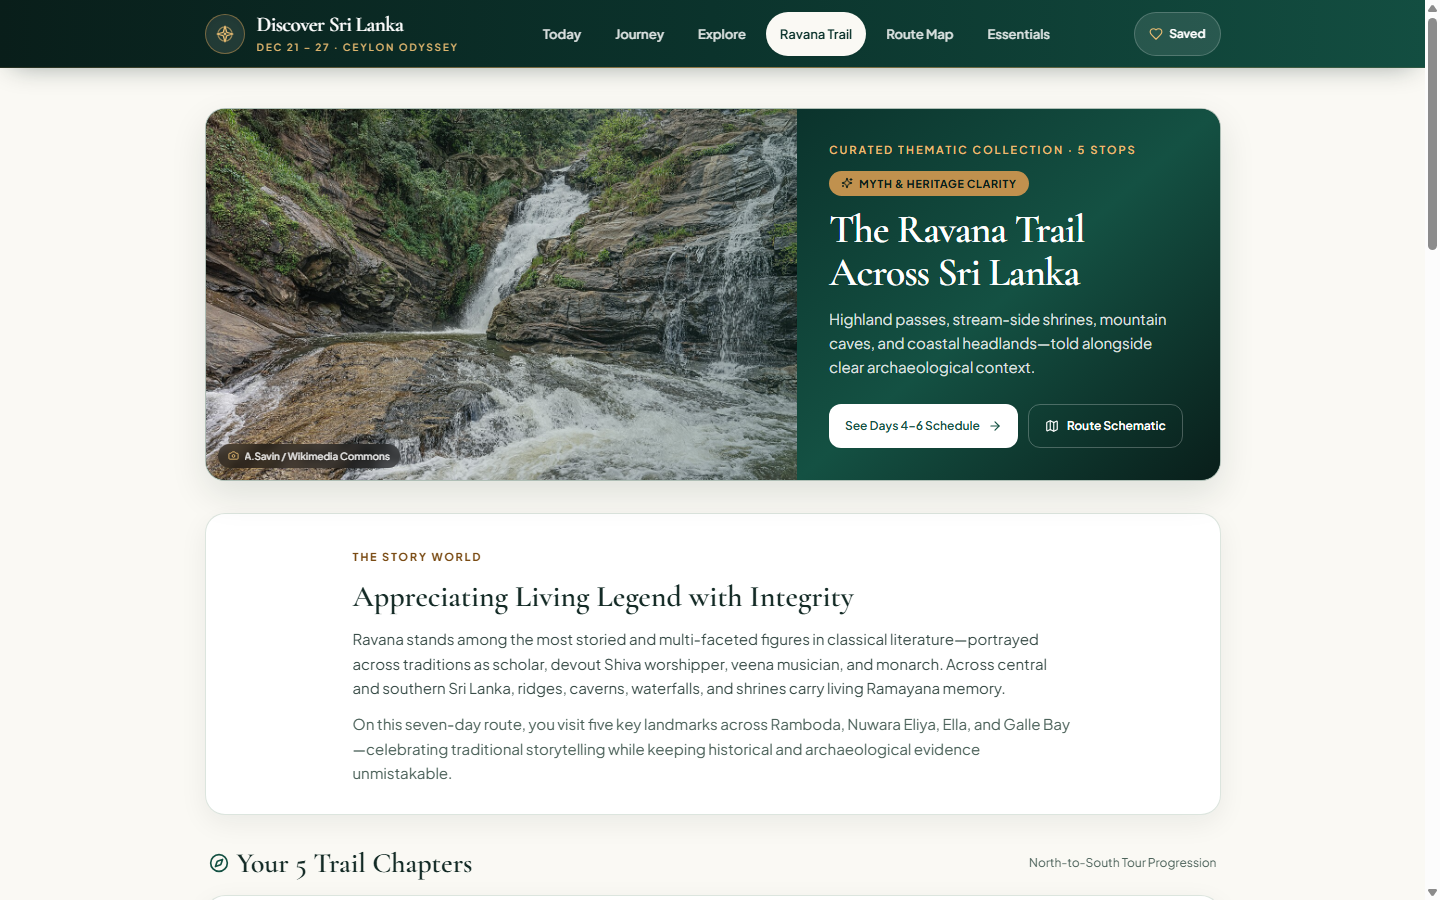 Discover Sri Lanka
DEC 21 – 27 · CEYLON ODYSSEY
Today
Journey
Explore
Ravana Trail
Route Map
Essentials
Saved
A.Savin / Wikimedia Commons
CURATED THEMATIC COLLECTION · 5 STOPS
MYTH & HERITAGE CLARITY
The Ravana Trail
Across Sri Lanka
Highland passes, stream-side shrines, mountain
caves, and coastal headlands—told alongside
clear archaeological context.
See Days 4–6 Schedule
Route Schematic
THE STORY WORLD
Appreciating Living Legend with Integrity
Ravana stands among the most storied and multi-faceted figures in classical literature—portrayed
across traditions as scholar, devout Shiva worshipper, veena musician, and monarch. Across central
and southern Sri Lanka, ridges, caverns, waterfalls, and shrines carry living Ramayana memory.
On this seven-day route, you visit five key landmarks across Ramboda, Nuwara Eliya, Ella, and Galle Bay
—celebrating traditional storytelling while keeping historical and archaeological evidence
unmistakable.
Your 5 Trail Chapters
North-to-South Tour Progression